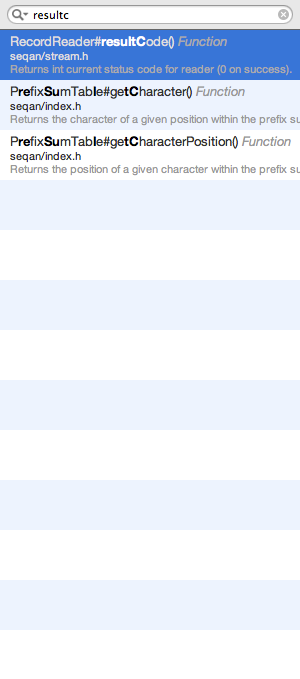 resultc
RecordReader#resultCode() Function
seqan/stream.h
Returns int current status code for reader (0 on success).
PrefixSumTable#getCharacter() Function
seqan/index.h
Returns the character of a given position within the prefix su
PrefixSumTable#getCharacterPosition() Function
seqan/index.h
Returns the position of a given character within the prefix su